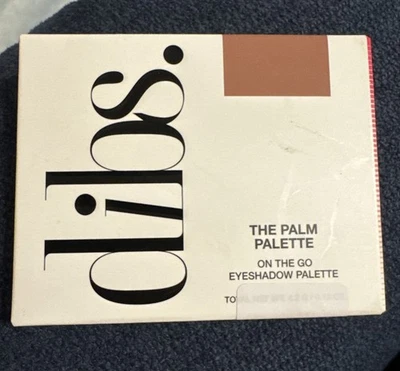 dibs.
THE PALM
PALETTE
ON THE GO
EYESHADOW PALETTE